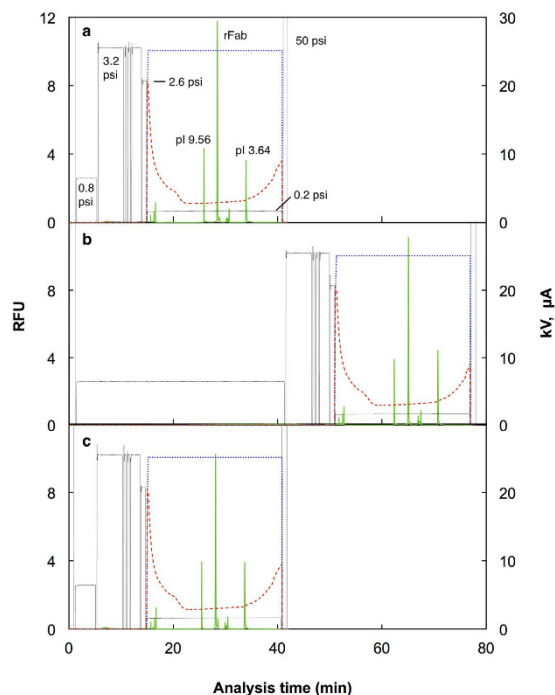 12
30
a
rFab
50 psi
3.2
psi
2.6 psi
8
20
pI 9.56
pI 3.64
4
10
0.8
psi
0.2 psi
0
0
b
8
20
4
10
0
0
c
8
20
4
10
0
0
RFU
kV, µA
0
20
40
60
80
Analysis time (min)